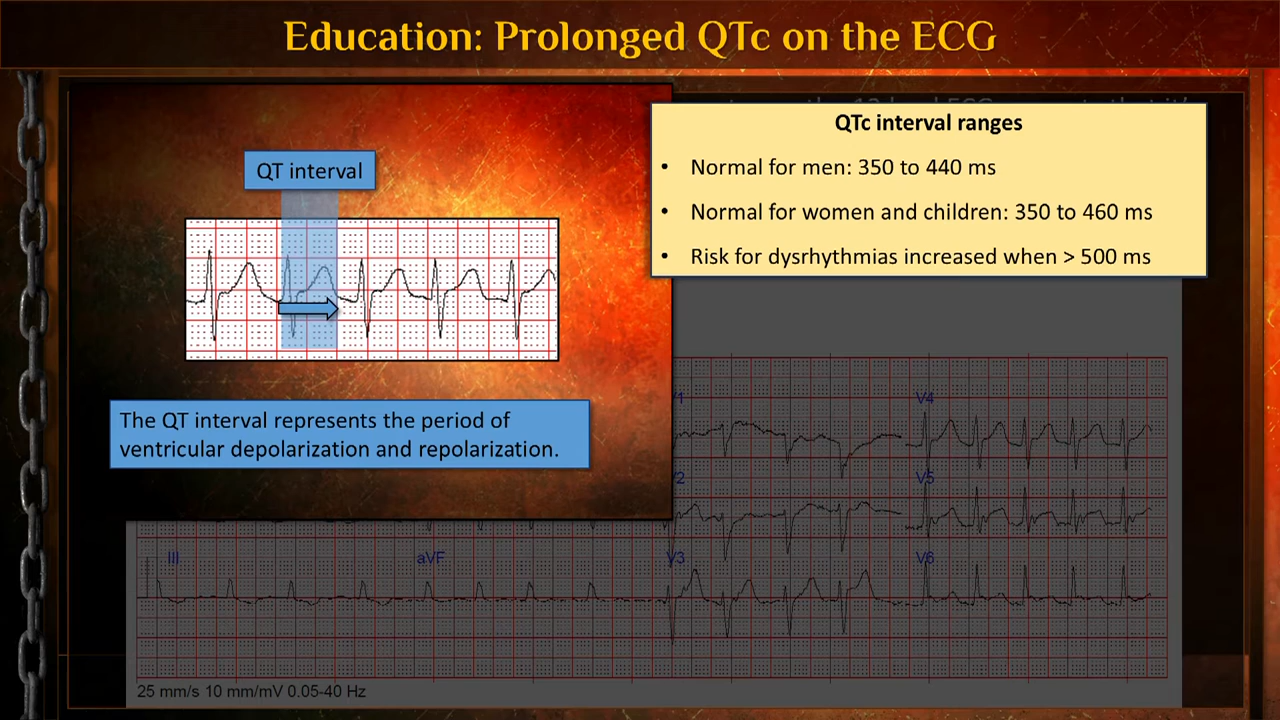 Education: Prolonged QTc on the ECG
QT interval
The QT interval represents the period of
ventricular depolarization and repolarization.
QTc interval ranges
• Normal for men: 350 to 440 ms
• Normal for women and children: 350 to 460 ms
• Risk for dysrhythmias increased when > 500 ms
V4
V5
III
aVF
V3
V6
25 mm/s 10 mm/mV 0.05-40 Hz